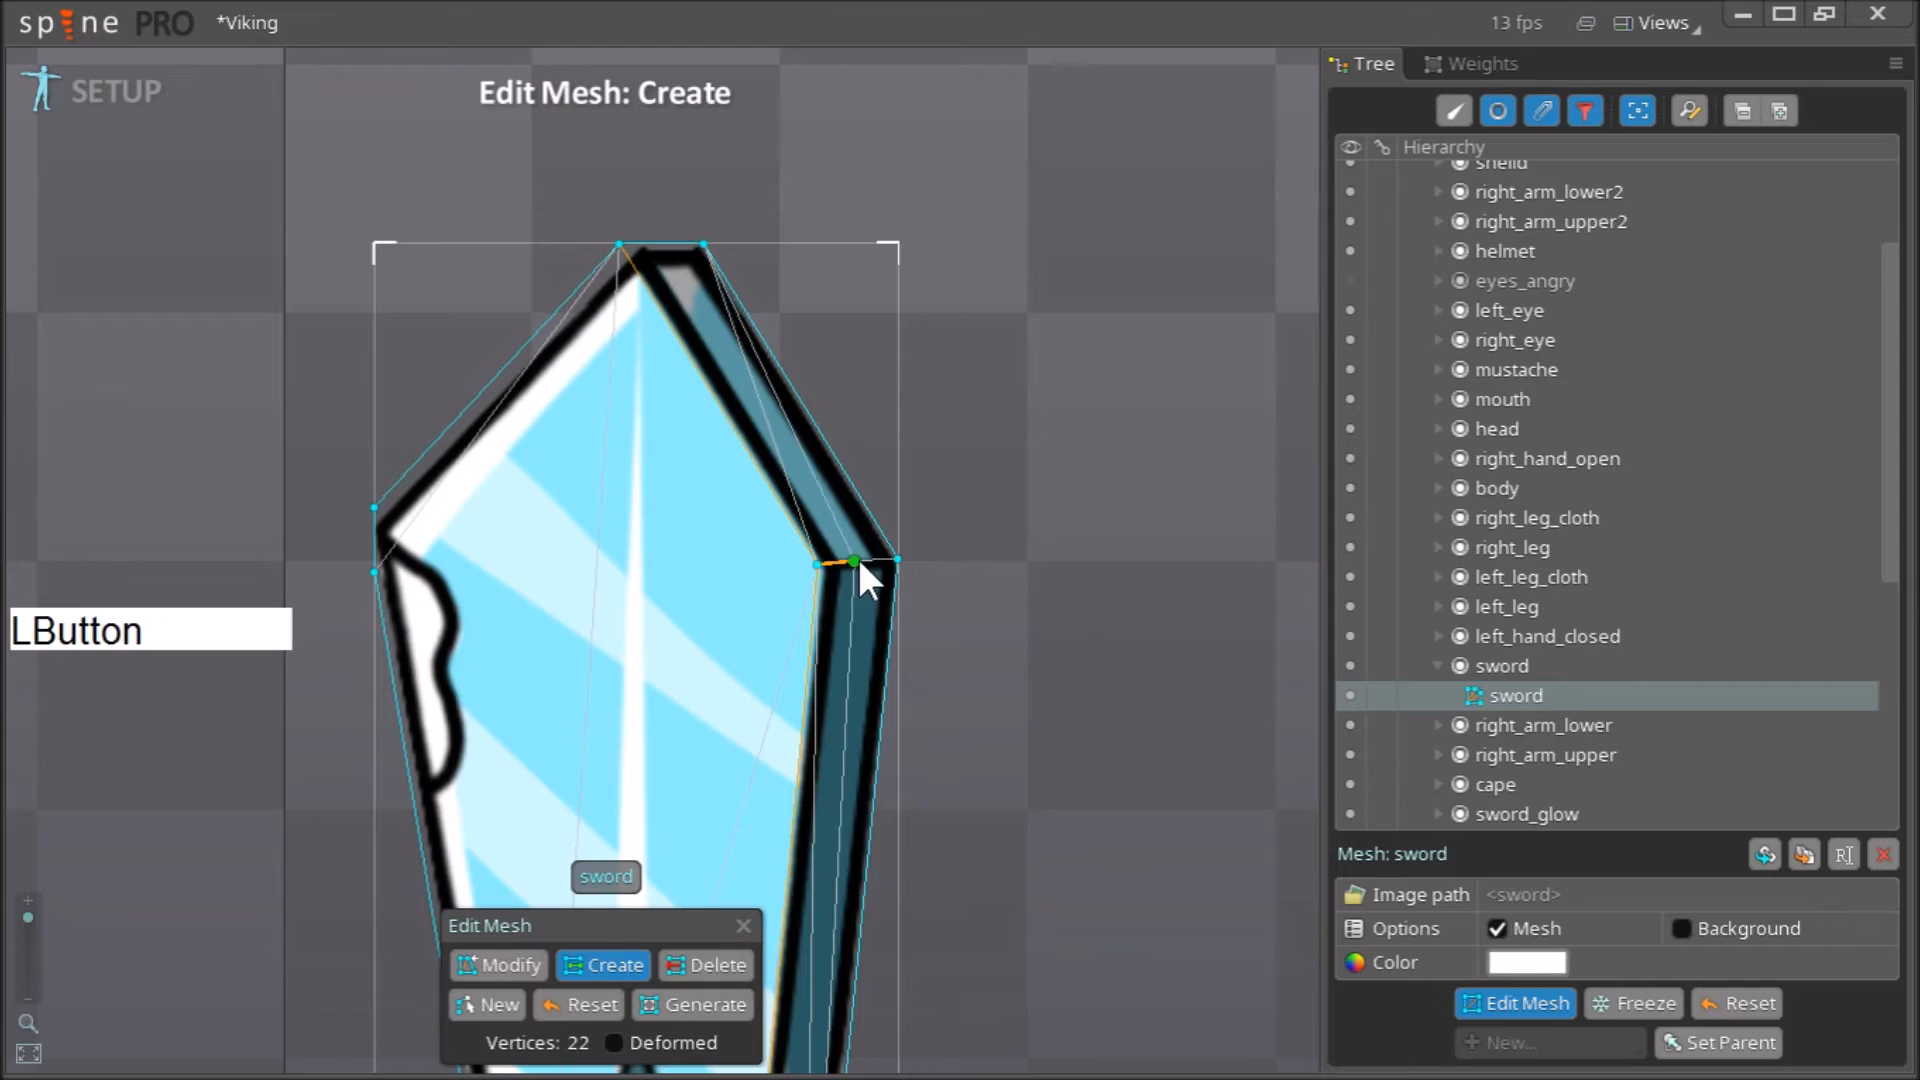 spine PRO
*Viking
13 fps
Views
SETUP
Edit Mesh: Create
Tree
Weights
Hierarchy
sheild
right_arm_lower2
right_arm_upper2
helmet
eyes_angry
left_eye
right_eye
mustache
mouth
head
right_hand_open
body
right_leg_cloth
right_leg
left_leg_cloth
left_leg
left_hand_closed
sword
sword
right_arm_lower
right_arm_upper
cape
sword_glow
LButton
sword
Edit Mesh
Modify
Create
Delete
New
Reset
Generate
Vertices: 22
Deformed
Mesh: sword
Image path
<sword>
Options
Mesh
Background
Color
Edit Mesh
Freeze
Reset
New...
Set Parent